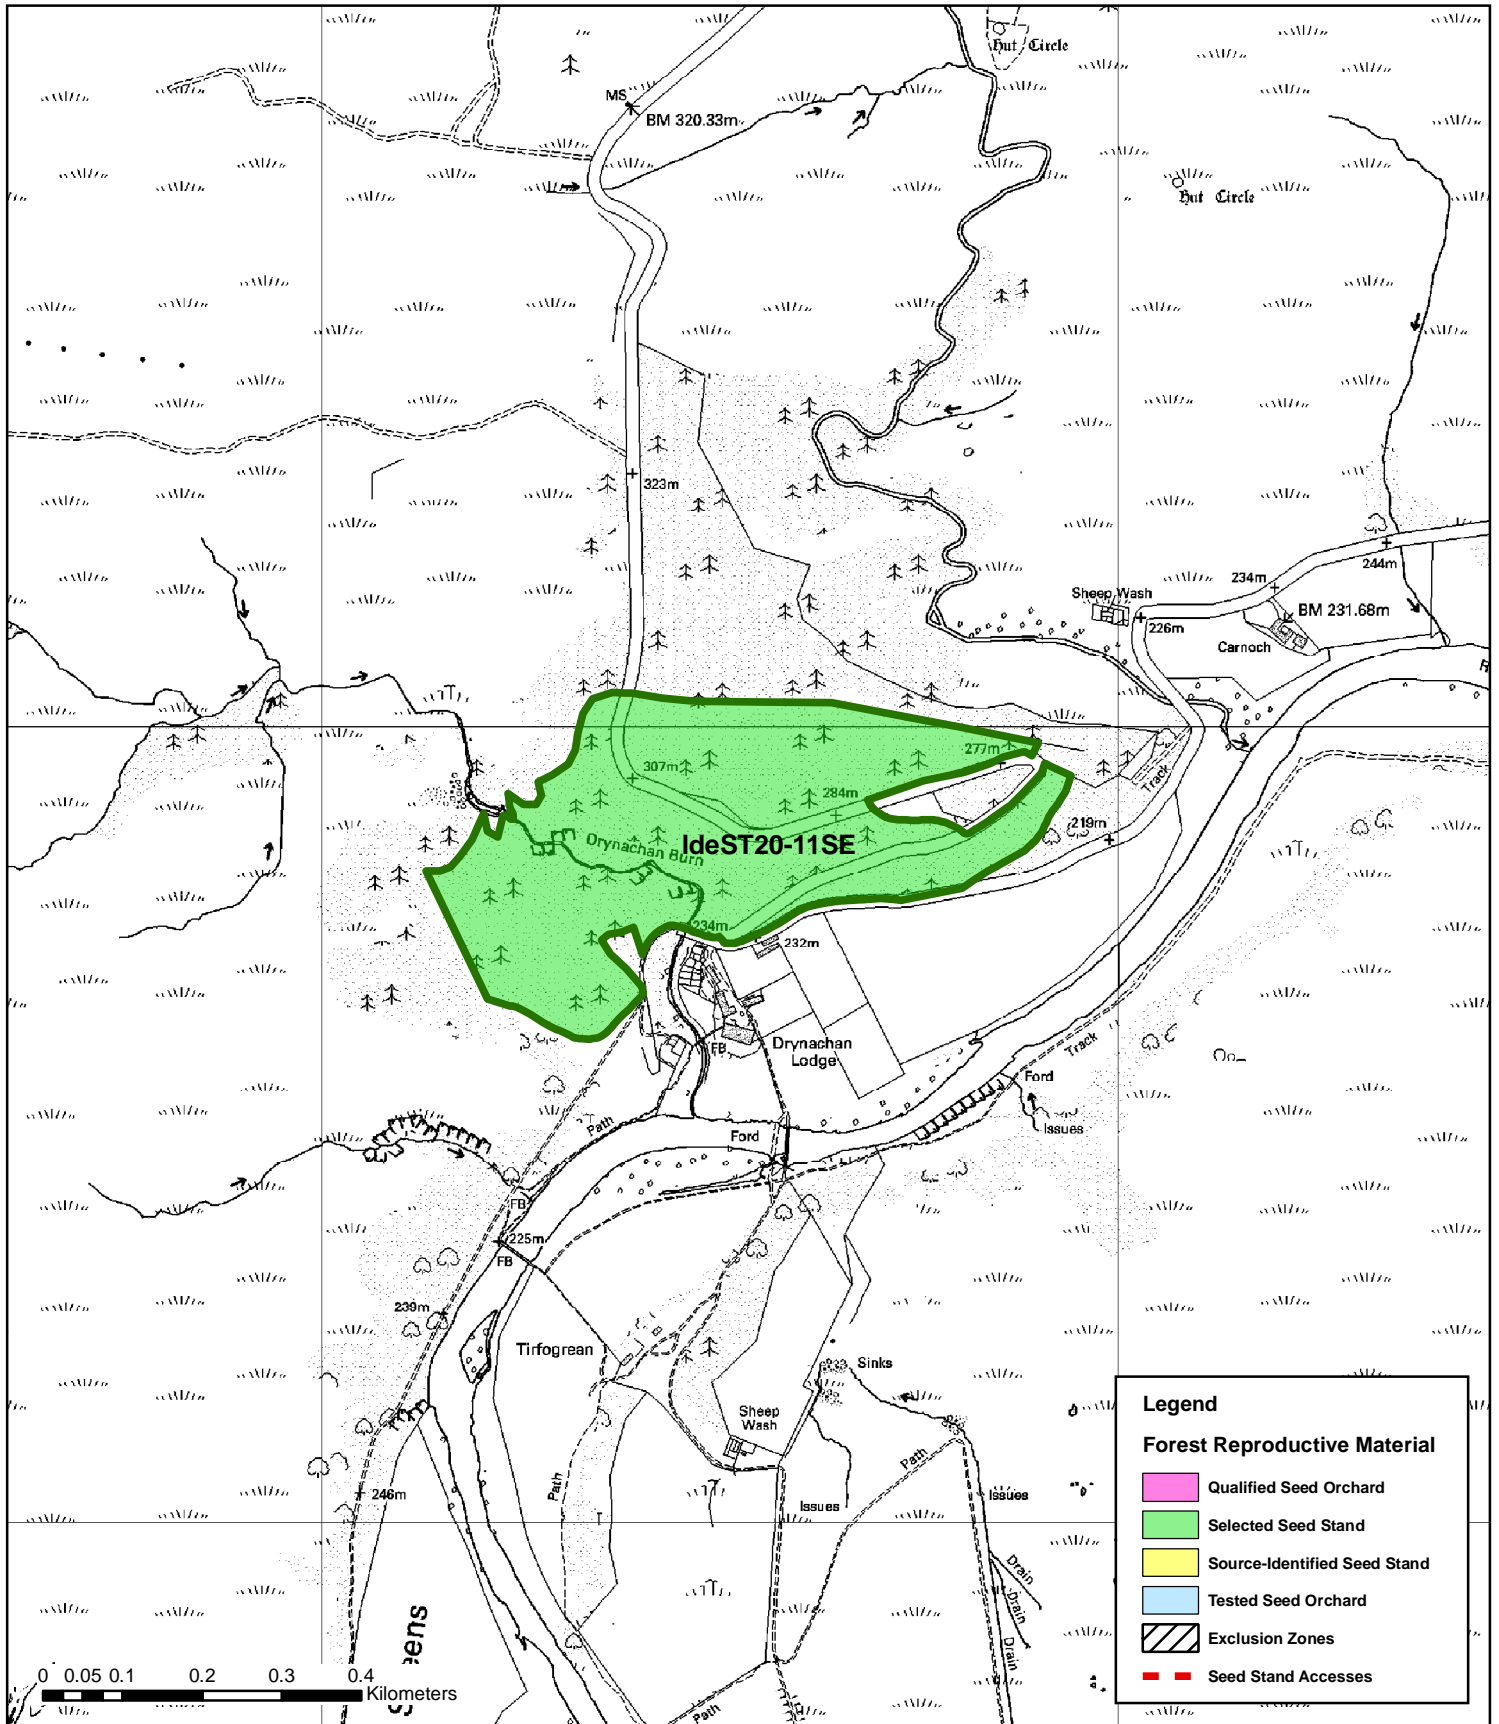 Hut Circle
MS
BM 320.33m
Hut Circle
323m
Sheep Wash
234m
244m
BM 231.68m
226m
Carnoch
277m
307m
284m
Track
219m
Drynachan Burn
IdeST20-11SE
234m
232m
Drynachan
Lodge
FB
Track
Ford
Issues
Path
Ford
FB
225m
FB
239m
Tirfogrean
Sinks
Sheep
Wash
Path
Path
246m
Issues
Issues
Drain
Drain
Drain
Path
Legend
Forest Reproductive Material
Qualified Seed Orchard
Selected Seed Stand
Source-Identified Seed Stand
Tested Seed Orchard
Exclusion Zones
Seed Stand Accesses
0 0.05 0.1 0.2 0.3 0.4
Kilometers